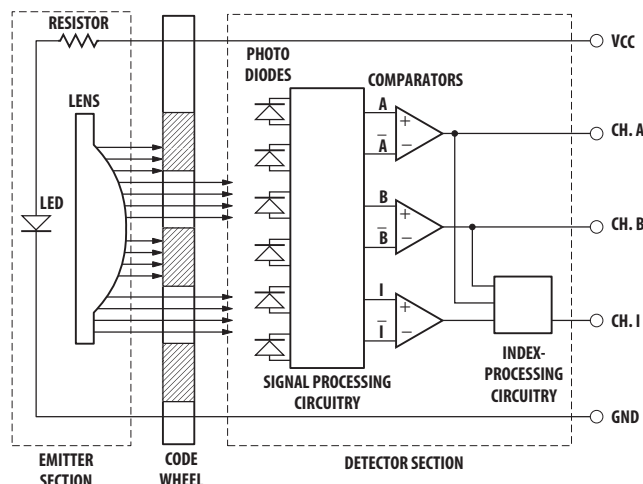 RESISTOR
VCC
PHOTO
DIODES
COMPARATORS
LENS
A
CH. A
A
LED
B
CH. B
B
I
CH. I
I
INDEX-
PROCESSING
CIRCUITRY
SIGNAL PROCESSING
CIRCUITRY
GND
EMITTER
SECTION
CODE
WHEEL
DETECTOR SECTION